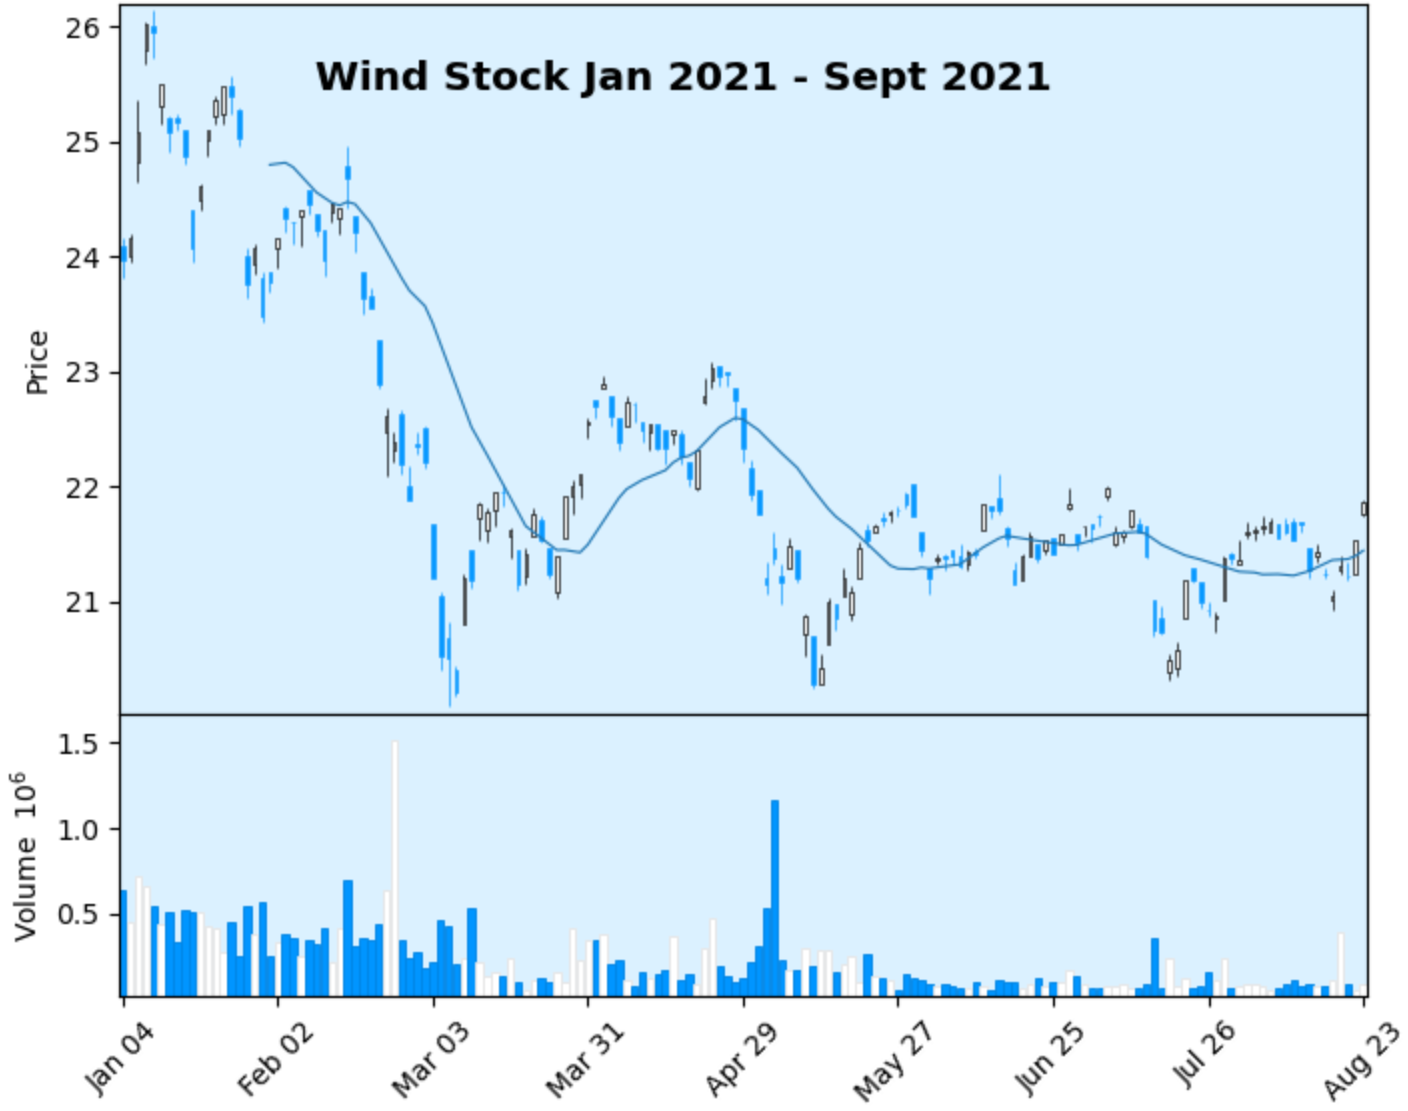 Wind Stock Jan 2021 - Sept 2021
Price
26
25
24
23
22
21
Volume 10⁶
1.5
1.0
0.5
Jan 04
Feb 02
Mar 03
Mar 31
Apr 29
May 27
Jun 25
Jul 26
Aug 23